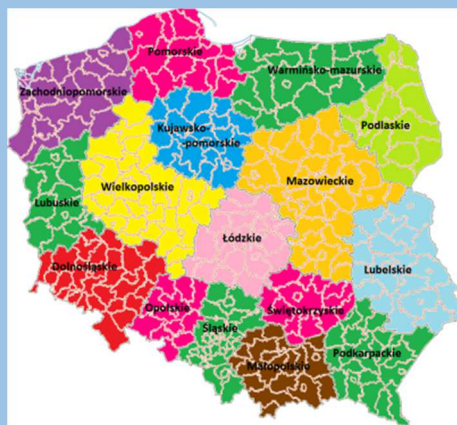 Pomorskie
Warmińsko-mazurskie
Zachodniopomorskie
Podlaskie
Kujawsko-
-pomorskie
Wielkopolskie
Mazowieckie
Lubuskie
Łódzkie
Lubelskie
Dolnośląskie
Opolskie
Świętokrzyskie
Śląskie
Podkarpackie
Małopolskie